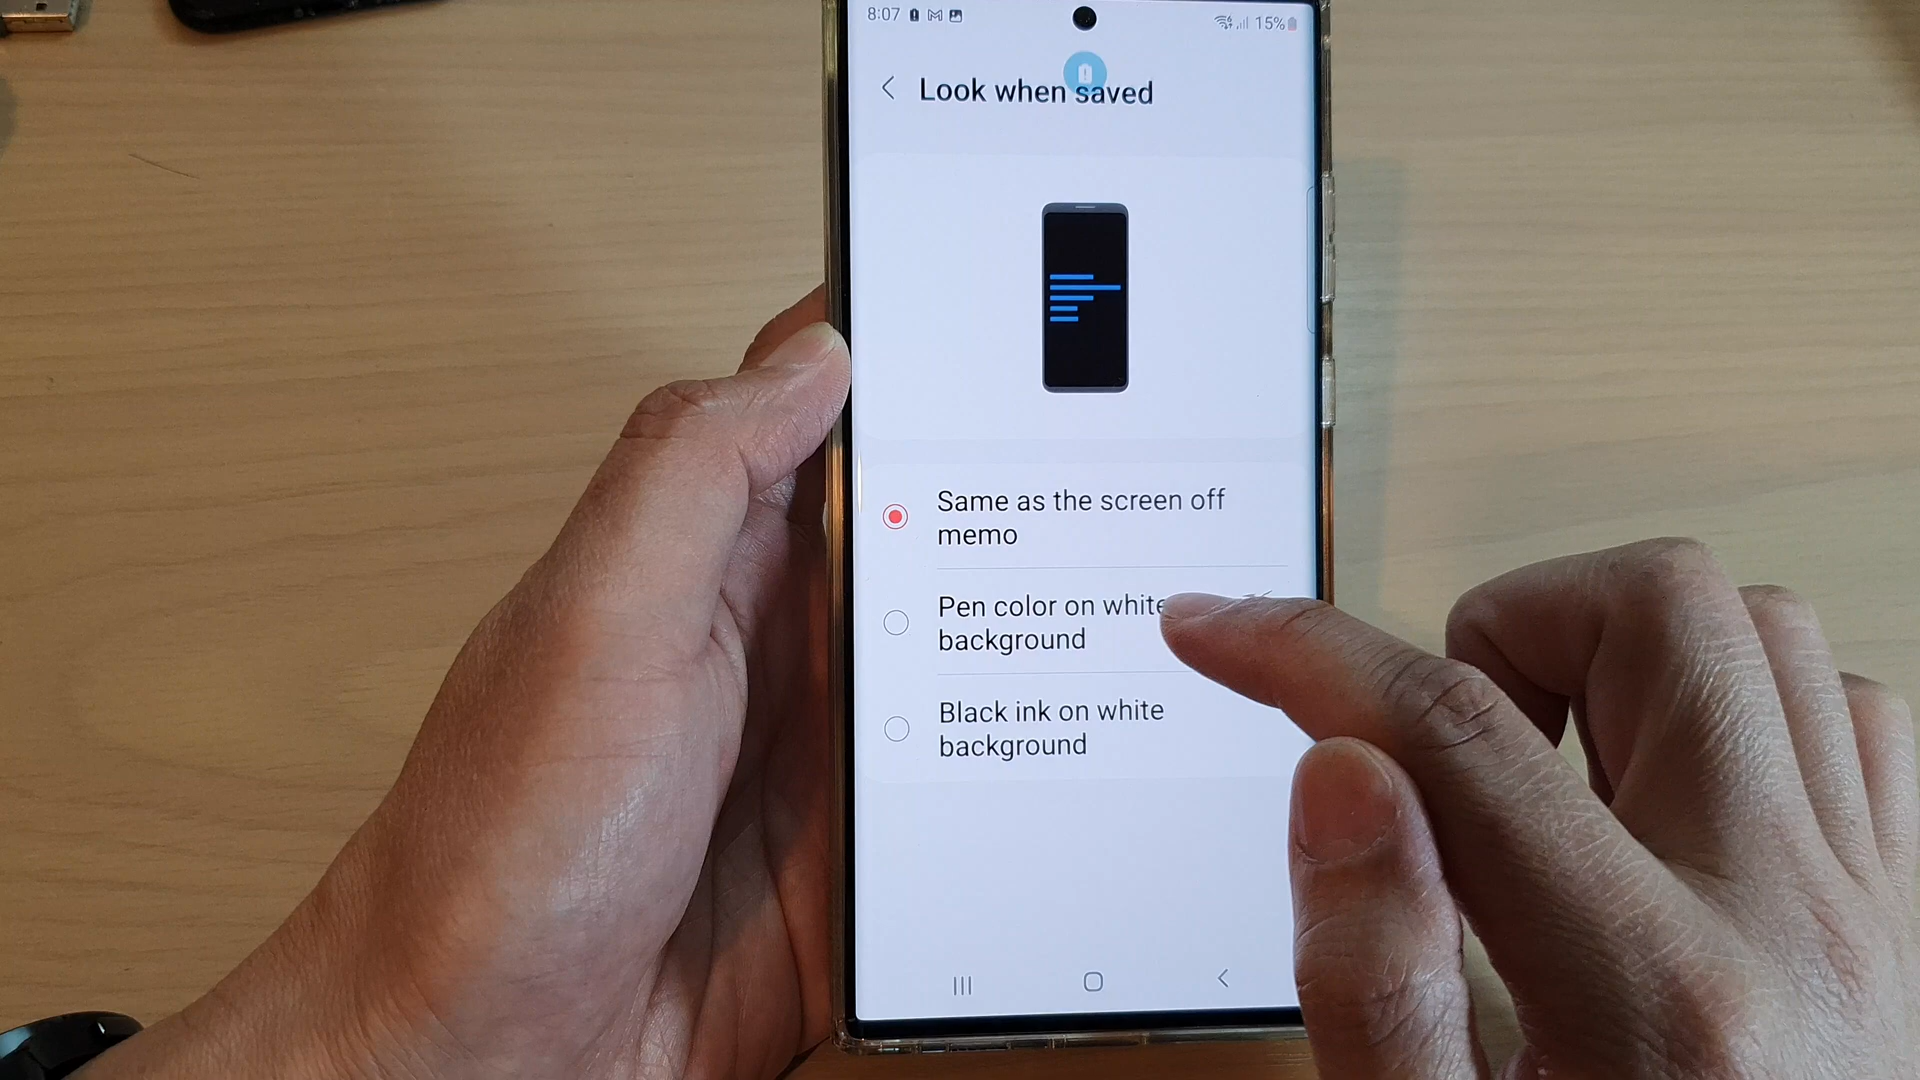 8:07
15%
Look when saved
Same as the screen off
memo
Pen color on white
background
Black ink on white
background